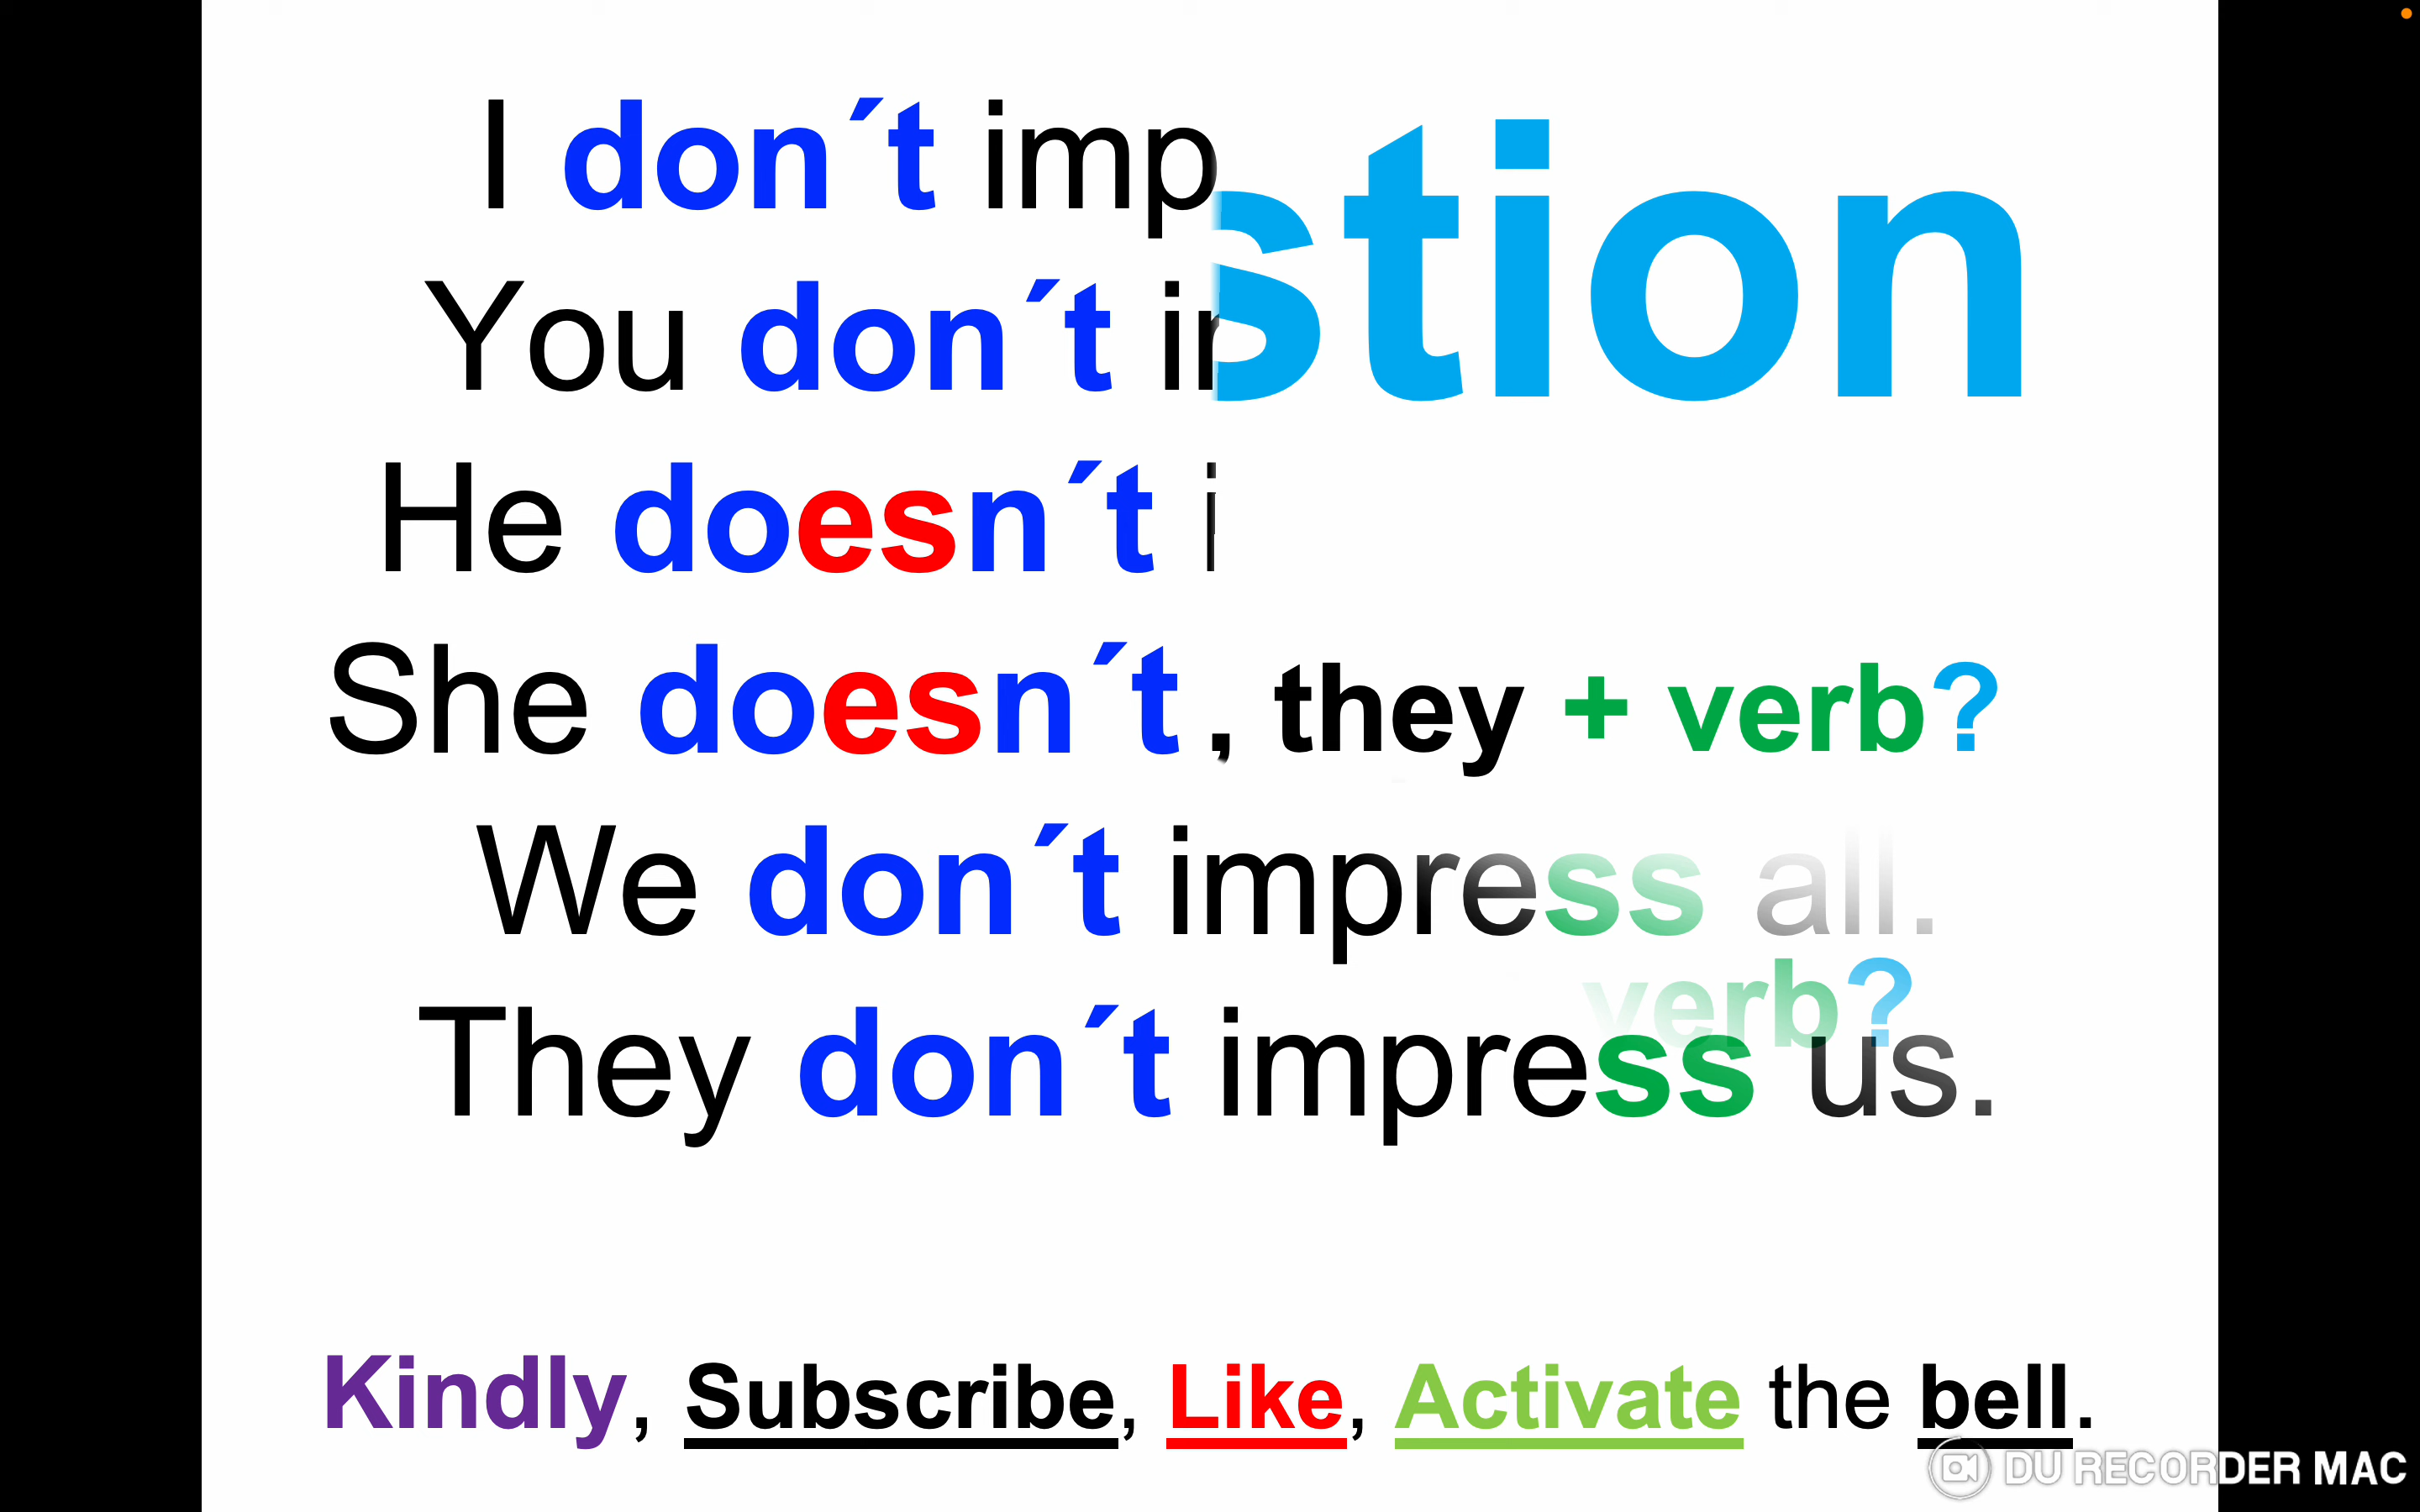 I don´t imp
stion
You don´t in
He doesn´t i
She doesn´t , they + verb?
We don´t impress all.
verb?
They don´t impress us.
Kindly, Subscribe, Like, Activate the bell.
DU RECORDER MAC